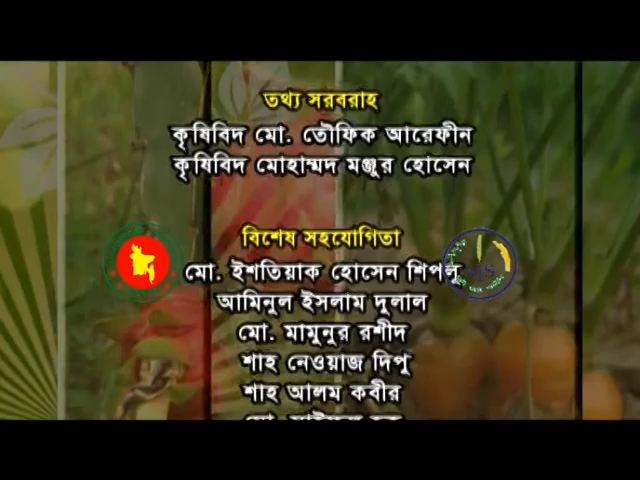 তথ্য সরবরাহ
কৃষিবিদ মো. তৌফিক আরেফীন
কৃষিবিদ মোহাম্মদ মঞ্জুর হোসেন
বিশেষ সহযোগিতা
মো. ইশতিয়াক হোসেন শিপলু
আমিনুল ইসলাম দুলাল
মো. মামুনুর রশীদ
শাহ নেওয়াজ দিপু
শাহ আলম কবীর
মো.